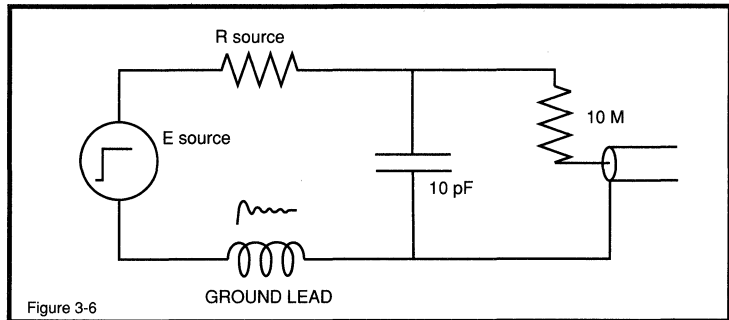 R source
E source
10 M
10 pF
GROUND LEAD
Figure 3-6